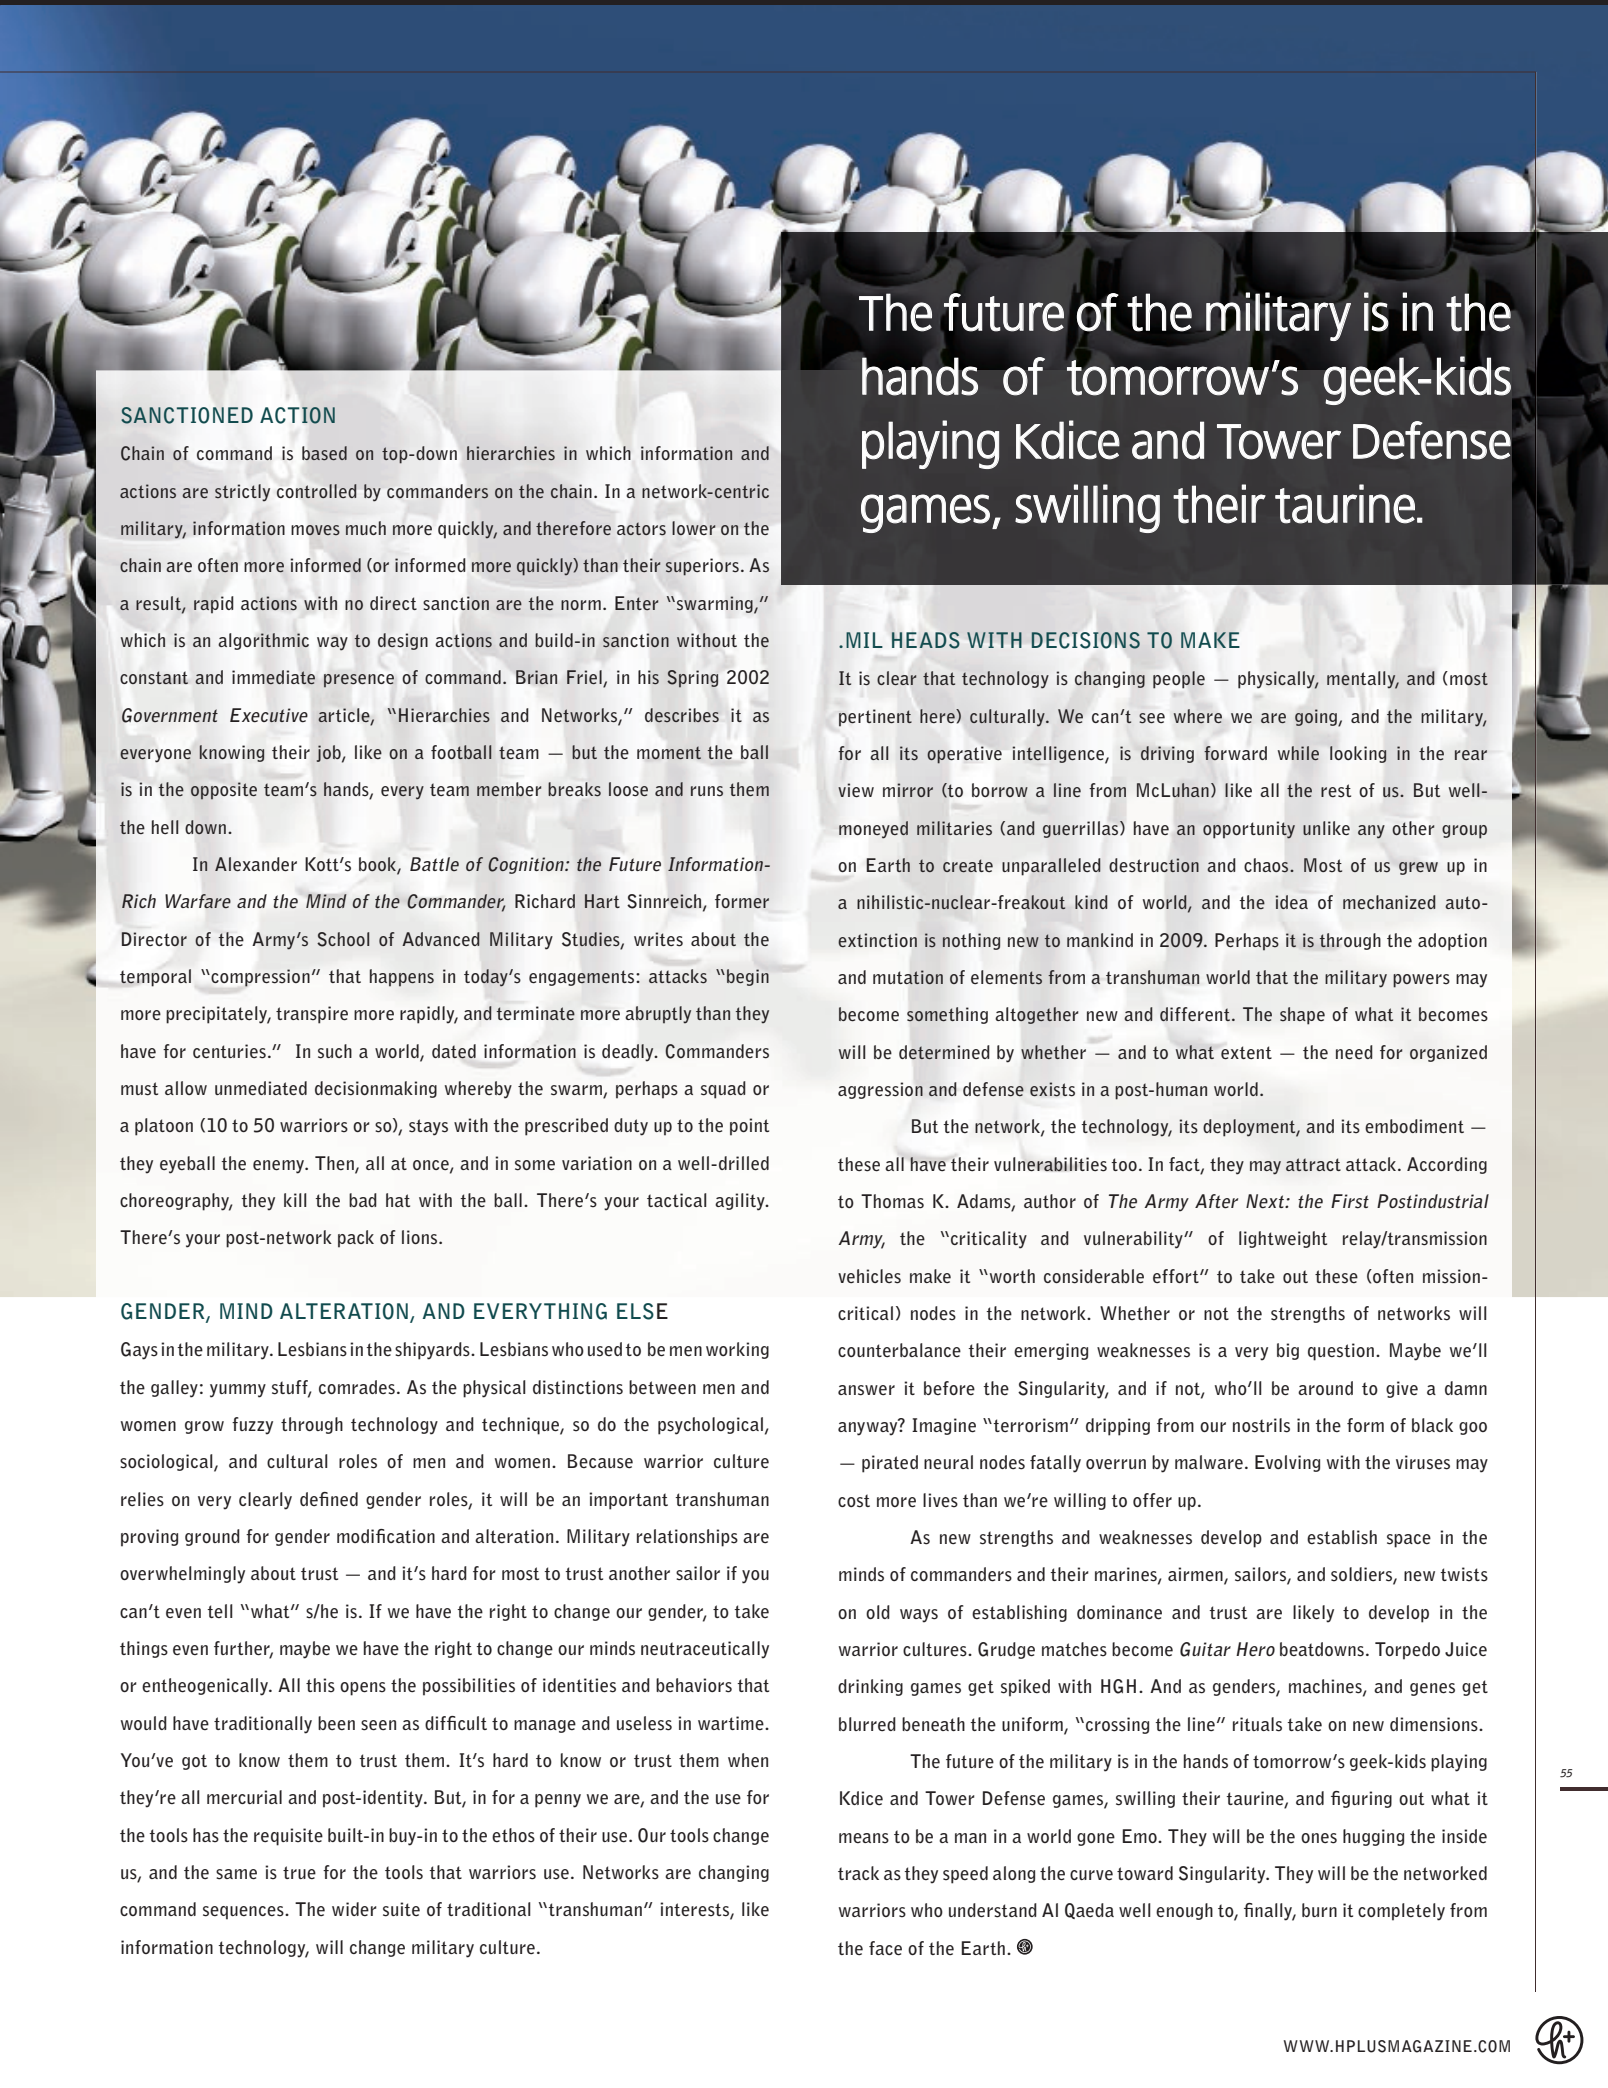 The future of the military is in the
hands of tomorrow's geek-kids
playing Kdice and Tower Defense
games, swilling their taurine.
SANCTIONED ACTION
Chain of command is based on top-down hierarchies in which information and
actions are strictly controlled by commanders on the chain. In a network-centric
military, information moves much more quickly, and therefore actors lower on the
chain are often more informed (or informed more quickly) than their superiors. As
a result, rapid actions with no direct sanction are the norm. Enter “swarming,”
which is an algorithmic way to design actions and build-in sanction without the
constant and immediate presence of command. Brian Friel, in his Spring 2002
Government Executive article, “Hierarchies and Networks,” describes it as
everyone knowing their job, like on a football team — but the moment the ball
is in the opposite team's hands, every team member breaks loose and runs them
the hell down.
In Alexander Kott's book, Battle of Cognition: the Future Information-
Rich Warfare and the Mind of the Commander, Richard Hart Sinnreich, former
Director of the Army's School of Advanced Military Studies, writes about the
temporal “compression” that happens in today's engagements: attacks “begin
more precipitately, transpire more rapidly, and terminate more abruptly than they
have for centuries.” In such a world, dated information is deadly. Commanders
must allow unmediated decisionmaking whereby the swarm, perhaps a squad or
a platoon (10 to 50 warriors or so), stays with the prescribed duty up to the point
they eyeball the enemy. Then, all at once, and in some variation on a well-drilled
choreography, they kill the bad hat with the ball. There's your tactical agility.
There's your post-network pack of lions.
GENDER, MIND ALTERATION, AND EVERYTHING ELSE
Gays in the military. Lesbians in the shipyards. Lesbians who used to be men working
the galley: yummy stuff, comrades. As the physical distinctions between men and
women grow fuzzy through technology and technique, so do the psychological,
sociological, and cultural roles of men and women. Because warrior culture
relies on very clearly defined gender roles, it will be an important transhuman
proving ground for gender modification and alteration. Military relationships are
overwhelmingly about trust — and it's hard for most to trust another sailor if you
can't even tell “what” s/he is. If we have the right to change our gender, to take
things even further, maybe we have the right to change our minds neutraceutically
or entheogenically. All this opens the possibilities of identities and behaviors that
would have traditionally been seen as difficult to manage and useless in wartime.
You've got to know them to trust them. It's hard to know or trust them when
they're all mercurial and post-identity. But, in for a penny we are, and the use for
the tools has the requisite built-in buy-in to the ethos of their use. Our tools change
us, and the same is true for the tools that warriors use. Networks are changing
command sequences. The wider suite of traditional “transhuman” interests, like
information technology, will change military culture.
.MIL HEADS WITH DECISIONS TO MAKE
It is clear that technology is changing people — physically, mentally, and (most
pertinent here) culturally. We can't see where we are going, and the military,
for all its operative intelligence, is driving forward while looking in the rear
view mirror (to borrow a line from McLuhan) like all the rest of us. But well-
moneyed militaries (and guerrillas) have an opportunity unlike any other group
on Earth to create unparalleled destruction and chaos. Most of us grew up in
a nihilistic-nuclear-freakout kind of world, and the idea of mechanized auto-
extinction is nothing new to mankind in 2009. Perhaps it is through the adoption
and mutation of elements from a transhuman world that the military powers may
become something altogether new and different. The shape of what it becomes
will be determined by whether — and to what extent — the need for organized
aggression and defense exists in a post-human world.
But the network, the technology, its deployment, and its embodiment —
these all have their vulnerabilities too. In fact, they may attract attack. According
to Thomas K. Adams, author of The Army After Next: the First Postindustrial
Army, the “criticality and vulnerability” of lightweight relay/transmission
vehicles make it “worth considerable effort” to take out these (often mission-
critical) nodes in the network. Whether or not the strengths of networks will
counterbalance their emerging weaknesses is a very big question. Maybe we'll
answer it before the Singularity, and if not, who'll be around to give a damn
anyway? Imagine “terrorism” dripping from our nostrils in the form of black goo
— pirated neural nodes fatally overrun by malware. Evolving with the viruses may
cost more lives than we're willing to offer up.
As new strengths and weaknesses develop and establish space in the
minds of commanders and their marines, airmen, sailors, and soldiers, new twists
on old ways of establishing dominance and trust are likely to develop in the
warrior cultures. Grudge matches become Guitar Hero beatdowns. Torpedo Juice
drinking games get spiked with HGH. And as genders, machines, and genes get
blurred beneath the uniform, “crossing the line” rituals take on new dimensions.
The future of the military is in the hands of tomorrow's geek-kids playing
Kdice and Tower Defense games, swilling their taurine, and figuring out what it
means to be a man in a world gone Emo. They will be the ones hugging the inside
track as they speed along the curve toward Singularity. They will be the networked
warriors who understand Al Qaeda well enough to, finally, burn it completely from
the face of the Earth.
55
WWW.HPLUSMAGAZINE.COM
h+